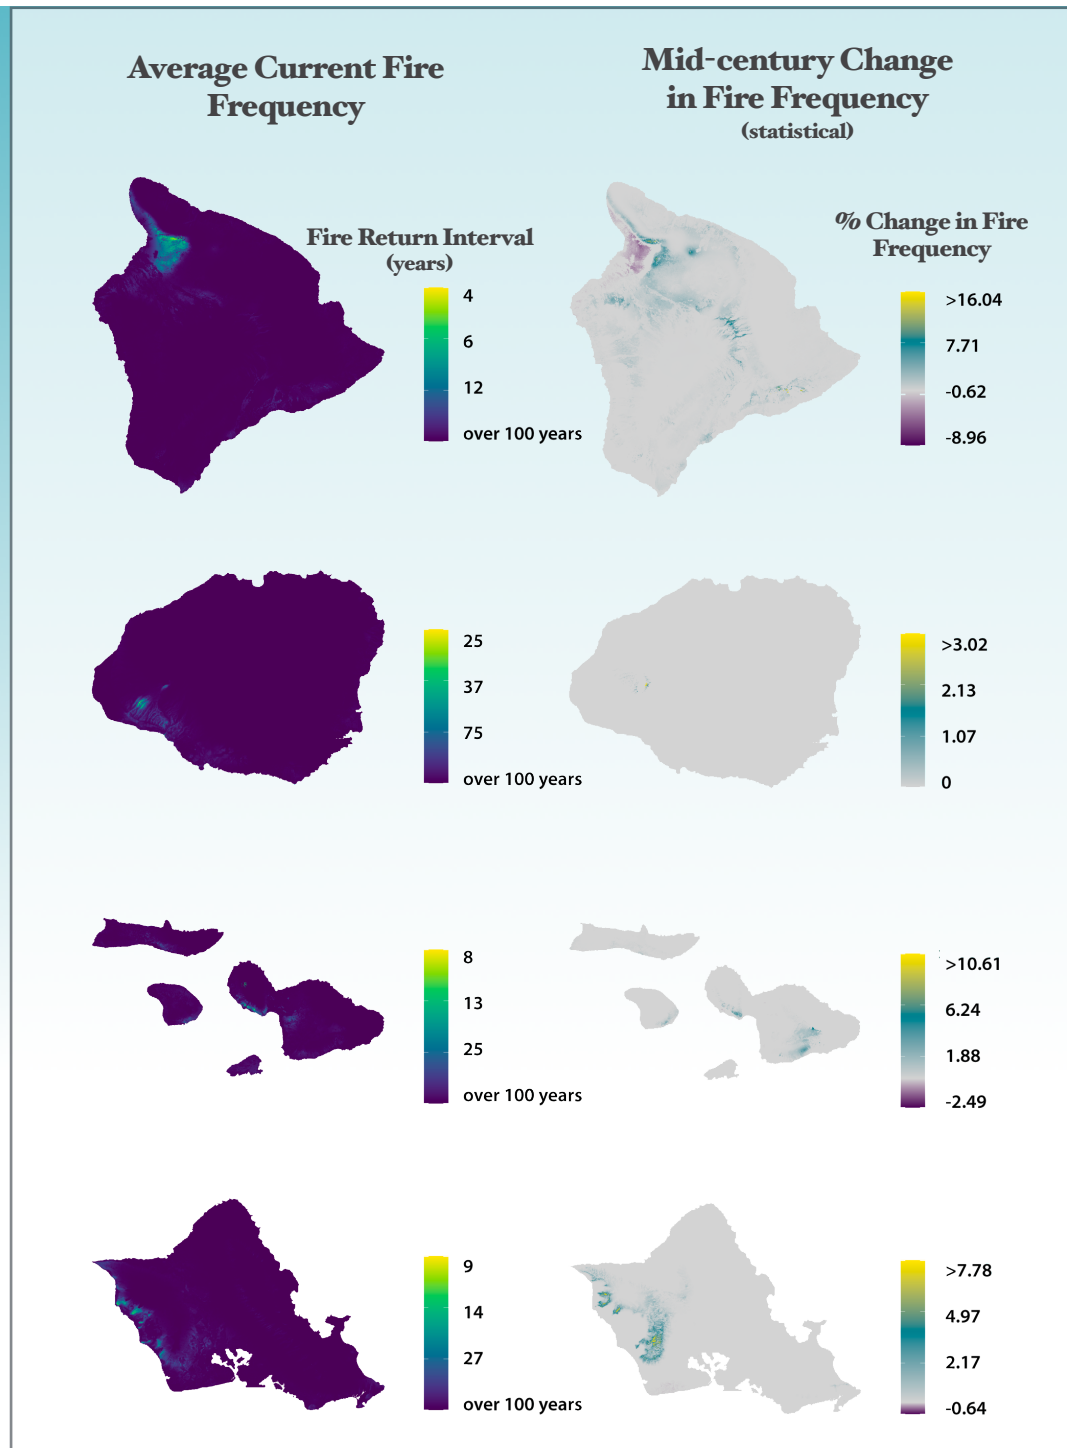 Average Current Fire
Frequency
Mid-century Change
in Fire Frequency
(statistical)
Fire Return Interval
(years)
4
6
12
over 100 years
% Change in Fire
Frequency
>16.04
7.71
-0.62
-8.96
25
37
75
over 100 years
>3.02
2.13
1.07
0
8
13
25
over 100 years
>10.61
6.24
1.88
-2.49
9
14
27
over 100 years
>7.78
4.97
2.17
-0.64